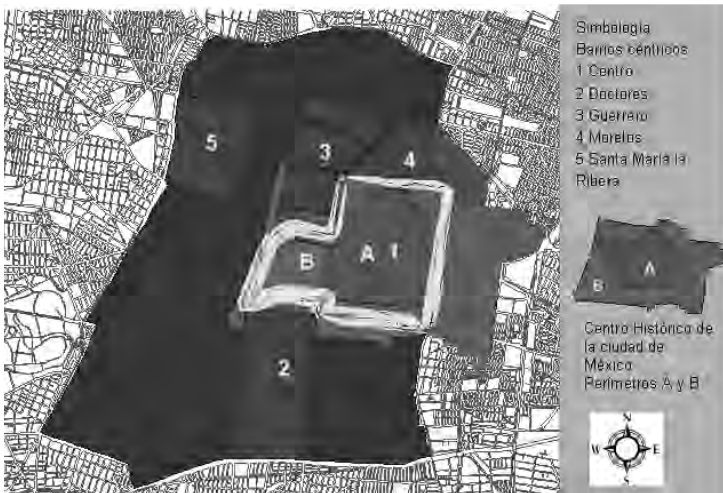 5
3
4
B
A 1
2
Simbología
Barrios céntricos
1 Centro
2 Doctores
3 Guerrero
4 Morelos
5 Santa María la
Ribera
A
B
Centro Histórico de
la ciudad de
México
Perímetros A y B
N
W E
S